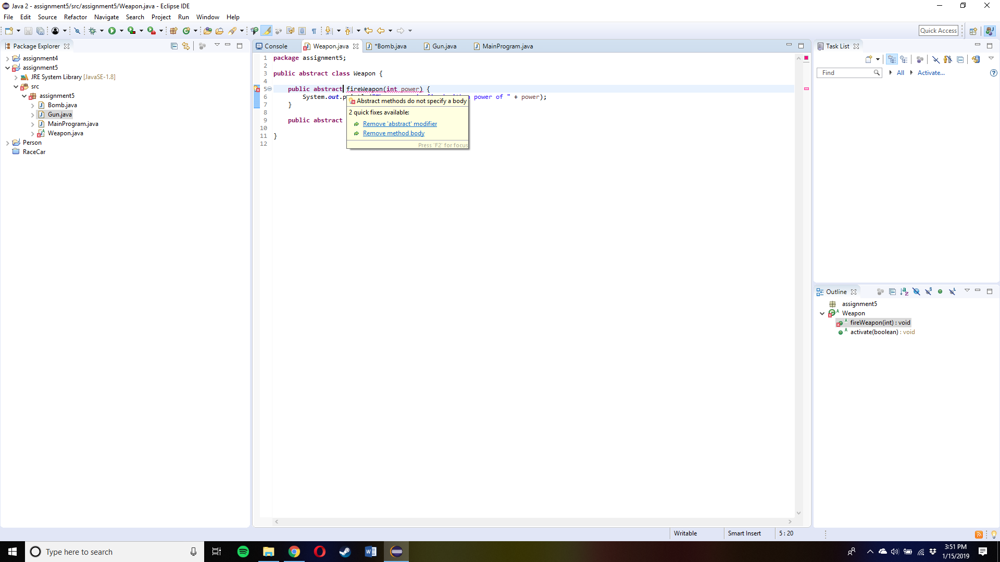 Java 2 - assignment5/src/assignment5/Weapon.java - Eclipse IDE
File Edit Source Refactor Navigate Search Project Run Window Help
Quick Access
Package Explorer
assignment4
assignment5
JRE System Library [JavaSE-1.8]
src
assignment5
Bomb.java
Gun.java
MainProgram.java
Weapon.java
Person
RaceCar
Console Weapon.java *Bomb.java Gun.java MainProgram.java
1 package assignment5;
2
3 public abstract class Weapon {
4
5 public abstract fireWeapon(int power) {
6 System.out.p power of " + power);
7 }
8
9 public abstract
10
11 }
12
Abstract methods do not specify a body
2 quick fixes available:
Remove 'abstract' modifier
Remove method body
Press 'F2' for focus
Task List
Find All Activate...
Outline
assignment5
Weapon
fireWeapon(int) : void
activate(boolean) : void
Writable Smart Insert 5 : 20
Type here to search
3:51 PM
1/15/2019